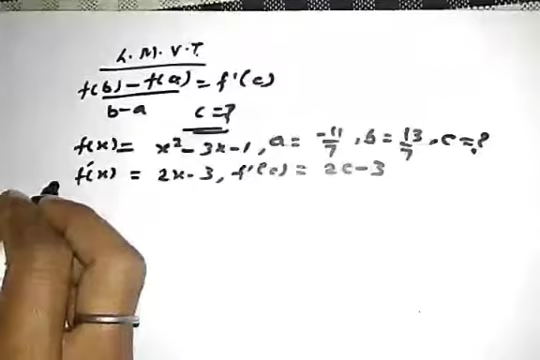 L.M.V.T.
f(b) - f(a) / b-a = f'(c)
c=?
f(x) = x² - 3x - 1, a = -11/7, b = 13/7, c = ?
f'(x) = 2x - 3, f'(c) = 2c - 3